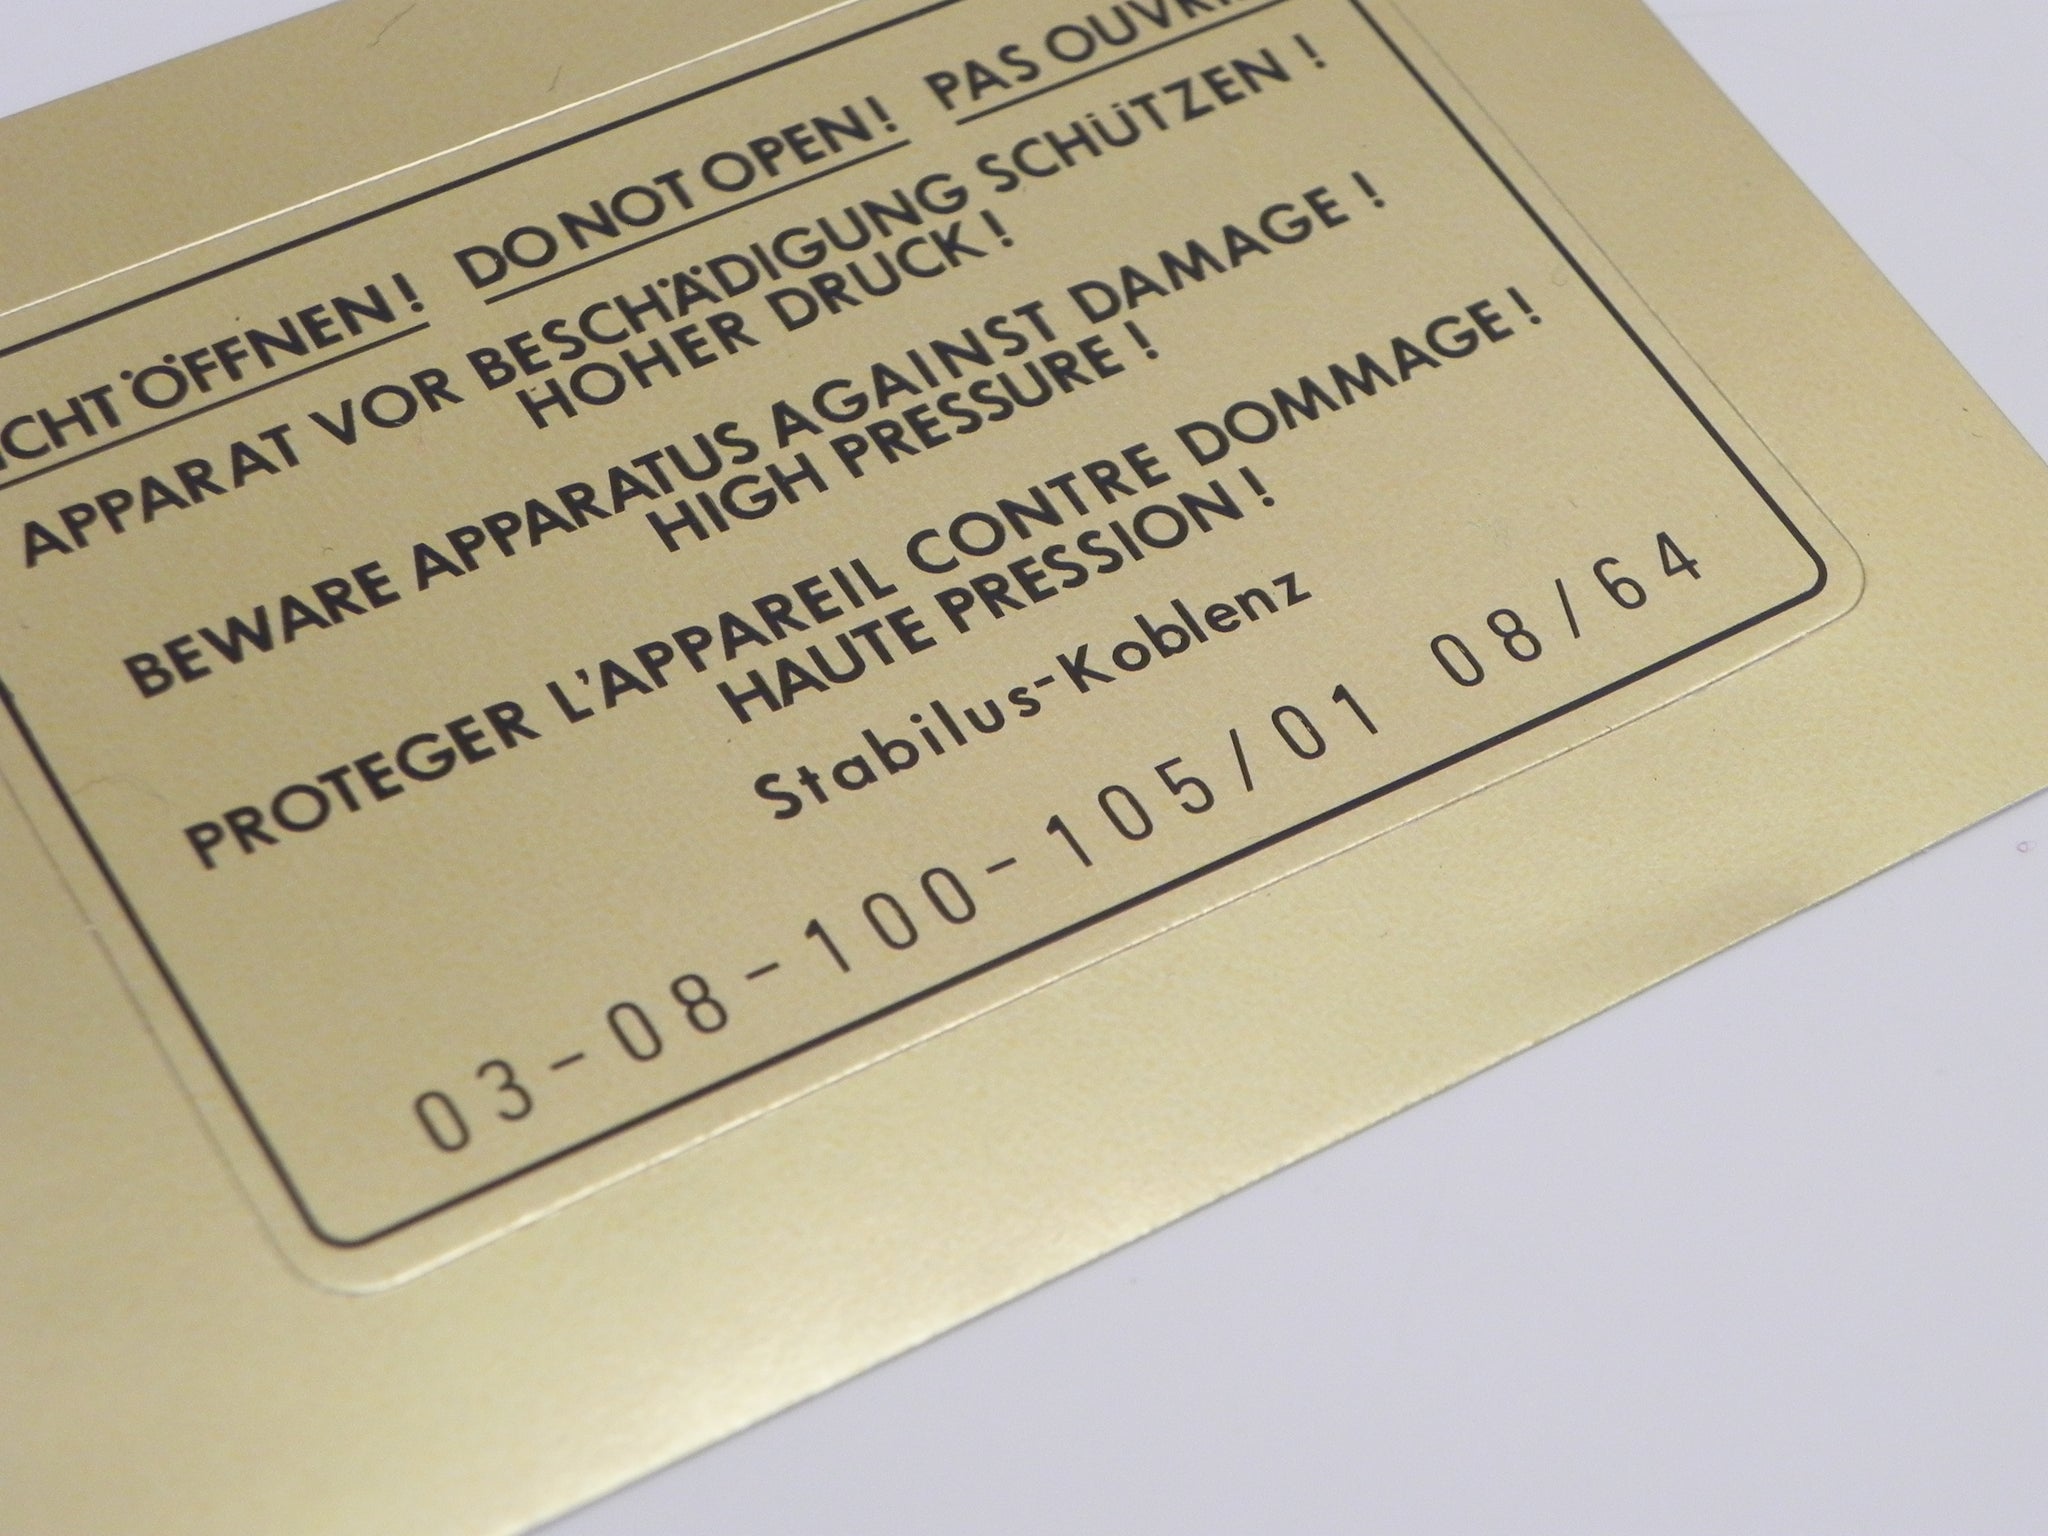 ÖFFNEN! DO NOT OPEN! PAS
APPARAT VOR BESCHÄDIGUNG SCHÜTZEN !
HOHER DRUCK !
BEWARE APPARATUS AGAINST DAMAGE !
HIGH PRESSURE !
PROTEGER L'APPAREIL CONTRE DOMMAGE!
HAUTE PRESSION !
Stabilus-Koblenz
03-08-100-105/01 08/64